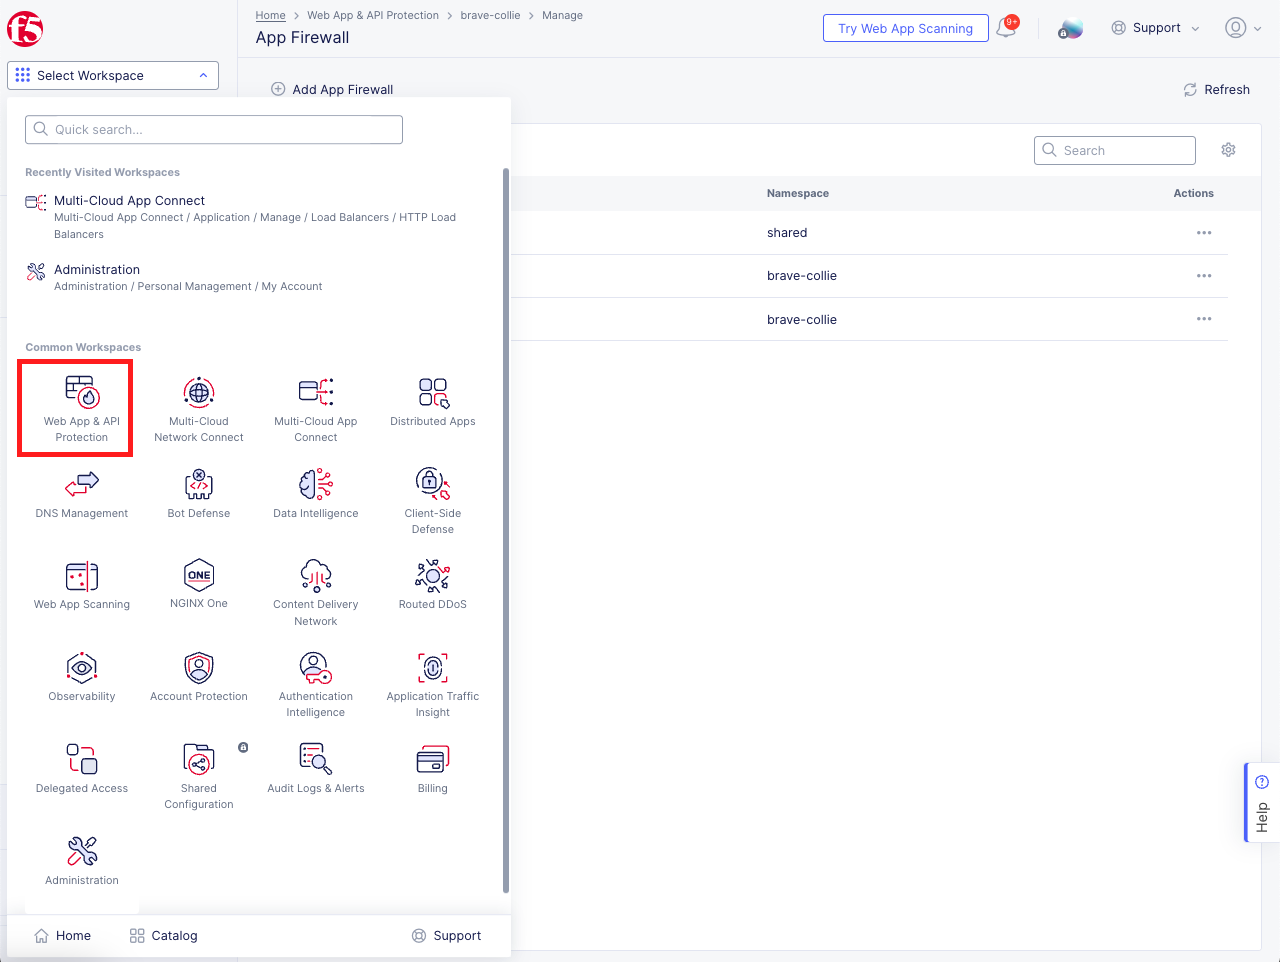 f5
Home > Web App & API Protection > brave-collie > Manage
App Firewall
Try Web App Scanning
9+
Support
Select Workspace
Add App Firewall
Refresh
Quick search...
Search
Recently Visited Workspaces
Multi-Cloud App Connect
Multi-Cloud App Connect / Application / Manage / Load Balancers / HTTP Load
Balancers
Administration
Administration / Personal Management / My Account
Namespace
Actions
shared
brave-collie
brave-collie
Common Workspaces
Web App & API
Protection
Multi-Cloud
Network Connect
Multi-Cloud App
Connect
Distributed Apps
DNS Management
Bot Defense
Data Intelligence
Client-Side
Defense
Web App Scanning
ONE
NGINX One
Content Delivery
Network
Routed DDoS
Observability
Account Protection
Authentication
Intelligence
Application Traffic
Insight
Delegated Access
Shared
Configuration
Audit Logs & Alerts
Billing
Administration
Home
Catalog
Support
Help